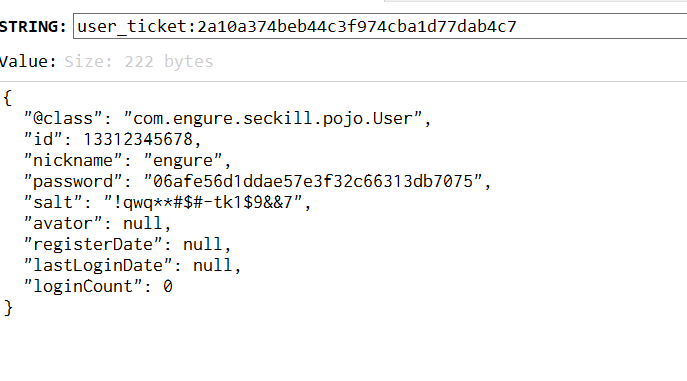 STRING: user_ticket:2a10a374beb44c3f974cba1d77dab4c7
Value: Size: 222 bytes
{
  "@class": "com.engure.seckill.pojo.User",
  "id": 13312345678,
  "nickname": "engure",
  "password": "06afe56d1ddae57e3f32c66313db7075",
  "salt": "!qwq**#$#-tk1$9&&7",
  "avator": null,
  "registerDate": null,
  "lastLoginDate": null,
  "loginCount": 0
}